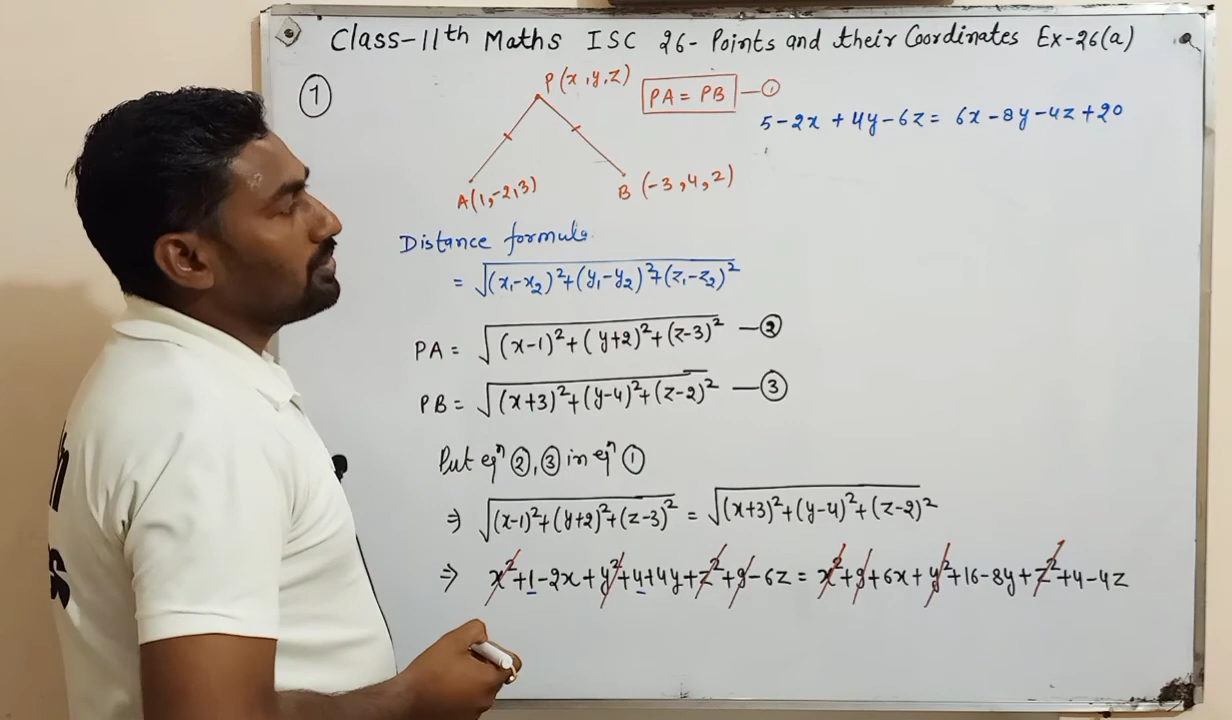 Class-11th Maths ISC 26- Points and their Coordinates Ex-26(a)
①
P(x,y,z)
PA = PB —①
A(1,-2,3)
B (-3,4,2)
5-2x+4y-6z = 6x-8y-4z+20
Distance formula
= √(x₁-x₂)²+(y₁-y₂)²+(z₁-z₂)²
PA = √(x-1)²+(y+2)²+(z-3)² —②
PB = √(x+3)²+(y-4)²+(z-2)² —③
Put eqⁿ ②,③ in eqⁿ ①
⇒ √(x-1)²+(y+2)²+(z-3)² = √(x+3)²+(y-4)²+(z-2)²
⇒ x²+1-2x+y²+4+4y+z²+9-6z = x²+9+6x+y²+16-8y+z²+4-4z